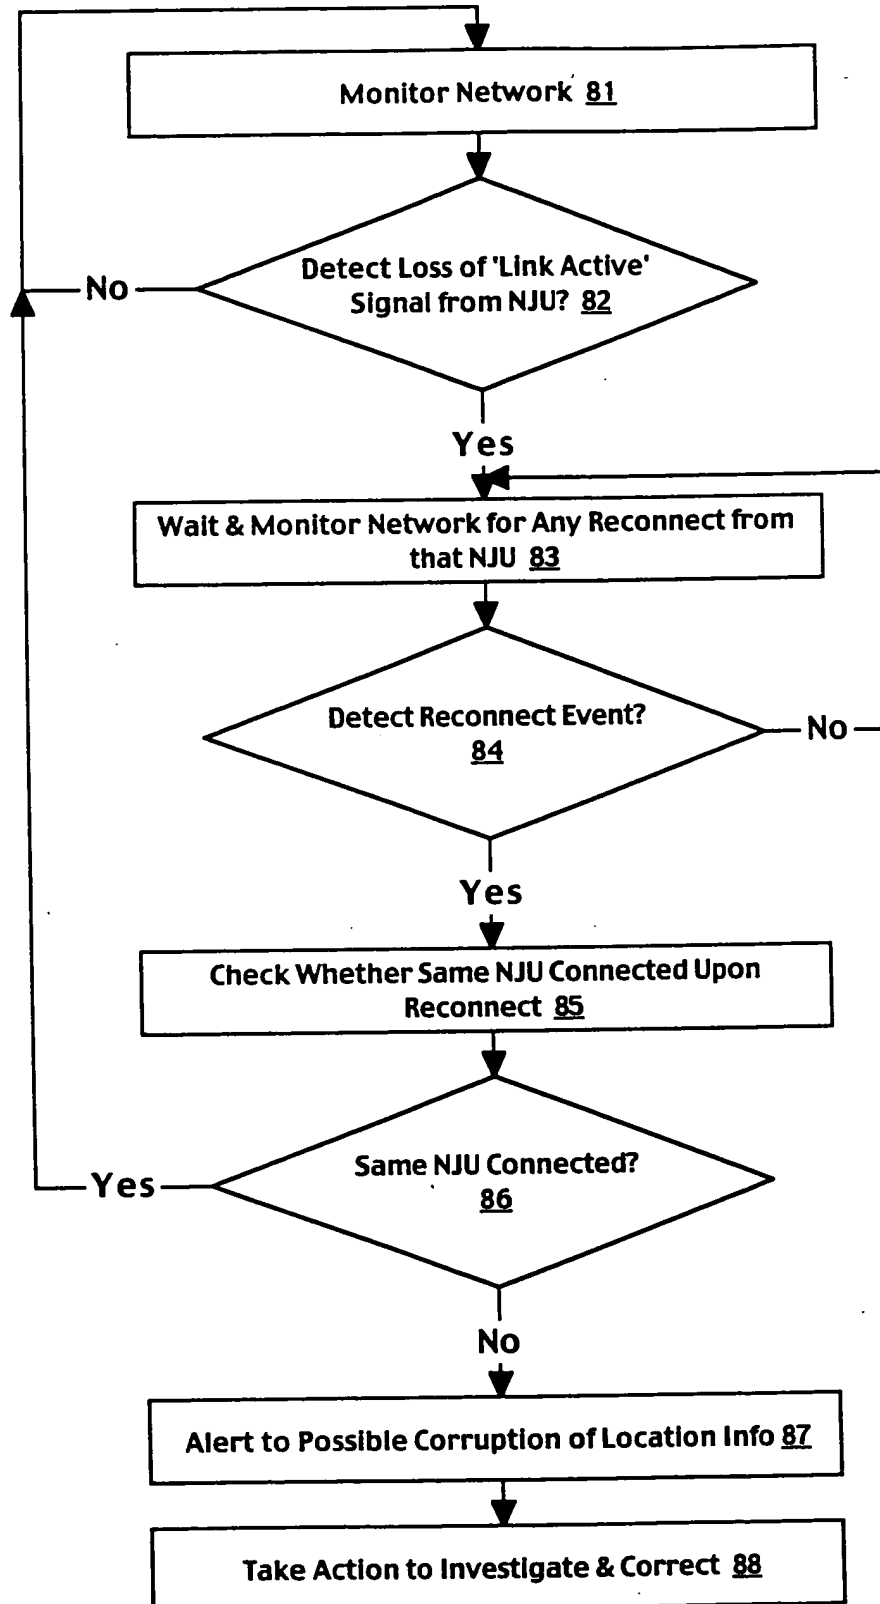 Monitor Network 81
Detect Loss of 'Link Active'
Signal from NJU? 82
No
Yes
Wait & Monitor Network for Any Reconnect from
that NJU 83
Detect Reconnect Event?
84
No
Yes
Check Whether Same NJU Connected Upon
Reconnect 85
Same NJU Connected?
86
Yes
No
Alert to Possible Corruption of Location Info 87
Take Action to Investigate & Correct 88